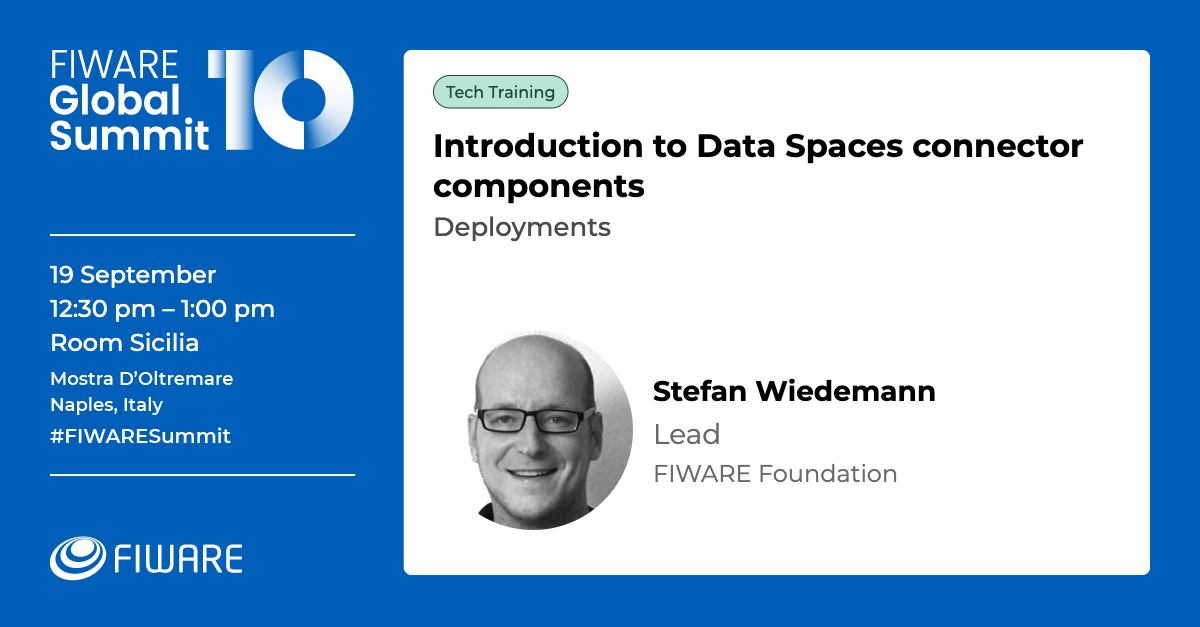 FIWARE
Global
Summit
10
19 September
12:30 pm – 1:00 pm
Room Sicilia
Mostra D’Oltremare
Naples, Italy
#FIWARESummit
FIWARE
Tech Training
Introduction to Data Spaces connector
components
Deployments
Stefan Wiedemann
Lead
FIWARE Foundation